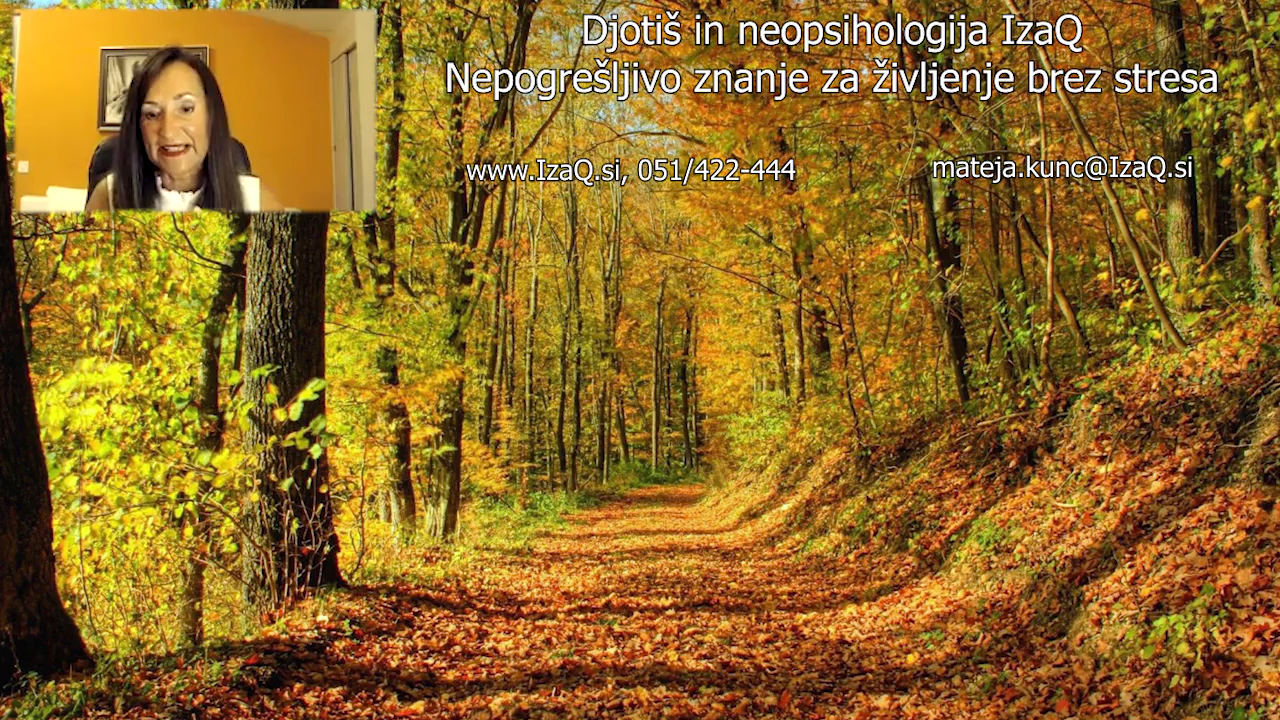 Djotiš in neopsihologija IzaQ
Nepogrešljivo znanje za življenje brez stresa
www.IzaQ.si, 051/422-444
mateja.kunc@IzaQ.si